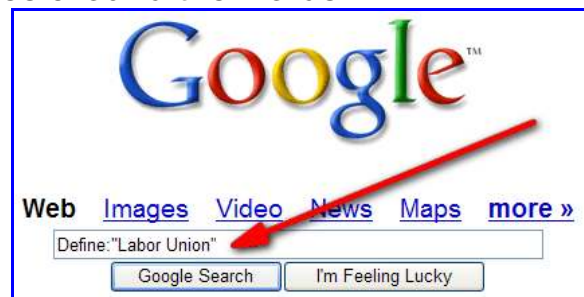 Google™
Web Images Video News Maps more »
Define:"Labor Union"
Google Search I'm Feeling Lucky